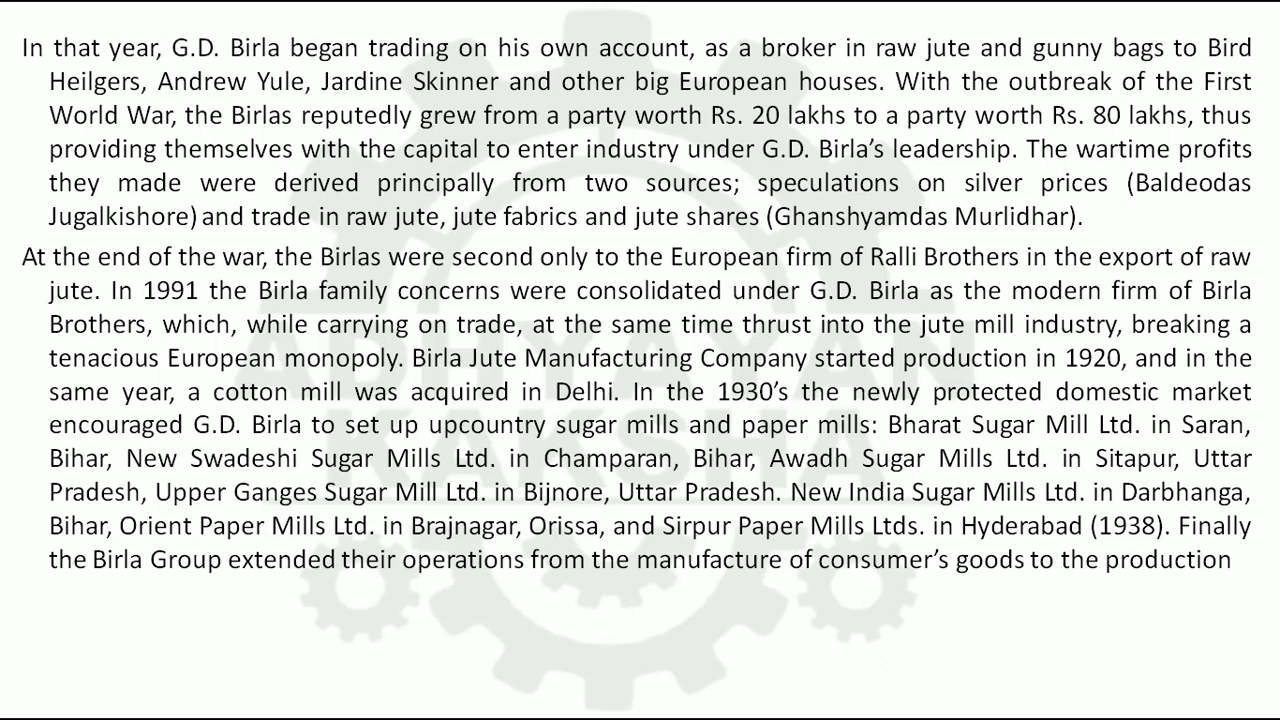 In that year, G.D. Birla began trading on his own account, as a broker in raw jute and gunny bags to Bird
Heilgers, Andrew Yule, Jardine Skinner and other big European houses. With the outbreak of the First
World War, the Birlas reputedly grew from a party worth Rs. 20 lakhs to a party worth Rs. 80 lakhs, thus
providing themselves with the capital to enter industry under G.D. Birla’s leadership. The wartime profits
they made were derived principally from two sources; speculations on silver prices (Baldeodas
Jugalkishore) and trade in raw jute, jute fabrics and jute shares (Ghanshyamdas Murlidhar).
At the end of the war, the Birlas were second only to the European firm of Ralli Brothers in the export of raw
jute. In 1991 the Birla family concerns were consolidated under G.D. Birla as the modern firm of Birla
Brothers, which, while carrying on trade, at the same time thrust into the jute mill industry, breaking a
tenacious European monopoly. Birla Jute Manufacturing Company started production in 1920, and in the
same year, a cotton mill was acquired in Delhi. In the 1930’s the newly protected domestic market
encouraged G.D. Birla to set up upcountry sugar mills and paper mills: Bharat Sugar Mill Ltd. in Saran,
Bihar, New Swadeshi Sugar Mills Ltd. in Champaran, Bihar, Awadh Sugar Mills Ltd. in Sitapur, Uttar
Pradesh, Upper Ganges Sugar Mill Ltd. in Bijnore, Uttar Pradesh. New India Sugar Mills Ltd. in Darbhanga,
Bihar, Orient Paper Mills Ltd. in Brajnagar, Orissa, and Sirpur Paper Mills Ltds. in Hyderabad (1938). Finally
the Birla Group extended their operations from the manufacture of consumer’s goods to the production
ADHYAYAN
KAKSHA